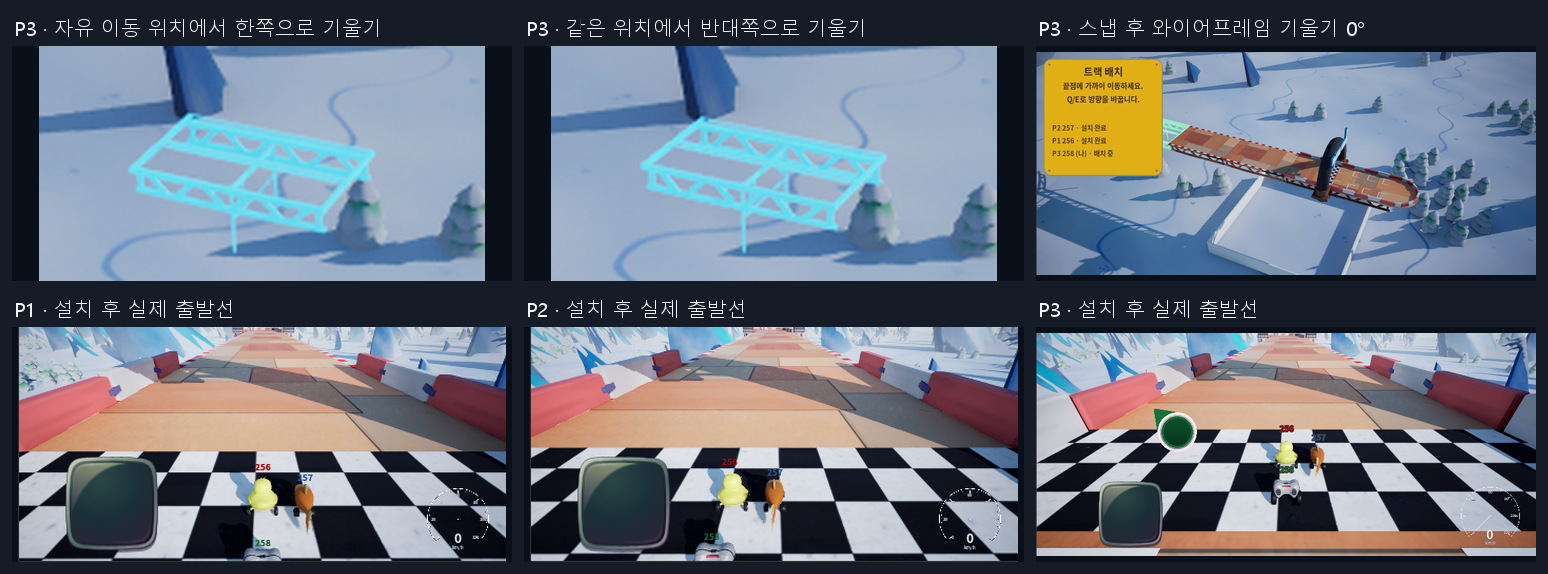 P3 · 자유 이동 위치에서 한쪽으로 기울기
P3 · 같은 위치에서 반대쪽으로 기울기
P3 · 스냅 후 와이어프레임 기울기 0°
트랙 배치
끝점에 가까이 이동하세요.
Q/E로 방향을 바꿉니다.
P2 257 · 설치 완료
P1 256 · 설치 완료
P3 258 (나) · 배치 중
P1 · 설치 후 실제 출발선
P2 · 설치 후 실제 출발선
P3 · 설치 후 실제 출발선
256
257
258
0
km/h
257
0
km/h
256
257
0